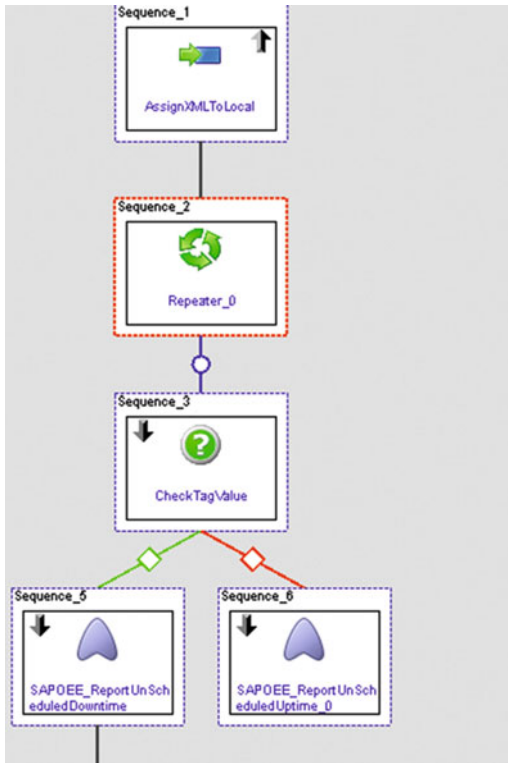 Sequence_1
AssignXMLToLocal
Sequence_2
Repeater_0
Sequence_3
?
CheckTagValue
Sequence_5
SAPOEE_ReportUnSch
eduledDowntime
Sequence_6
SAPOEE_ReportUnSch
eduledUptime_0